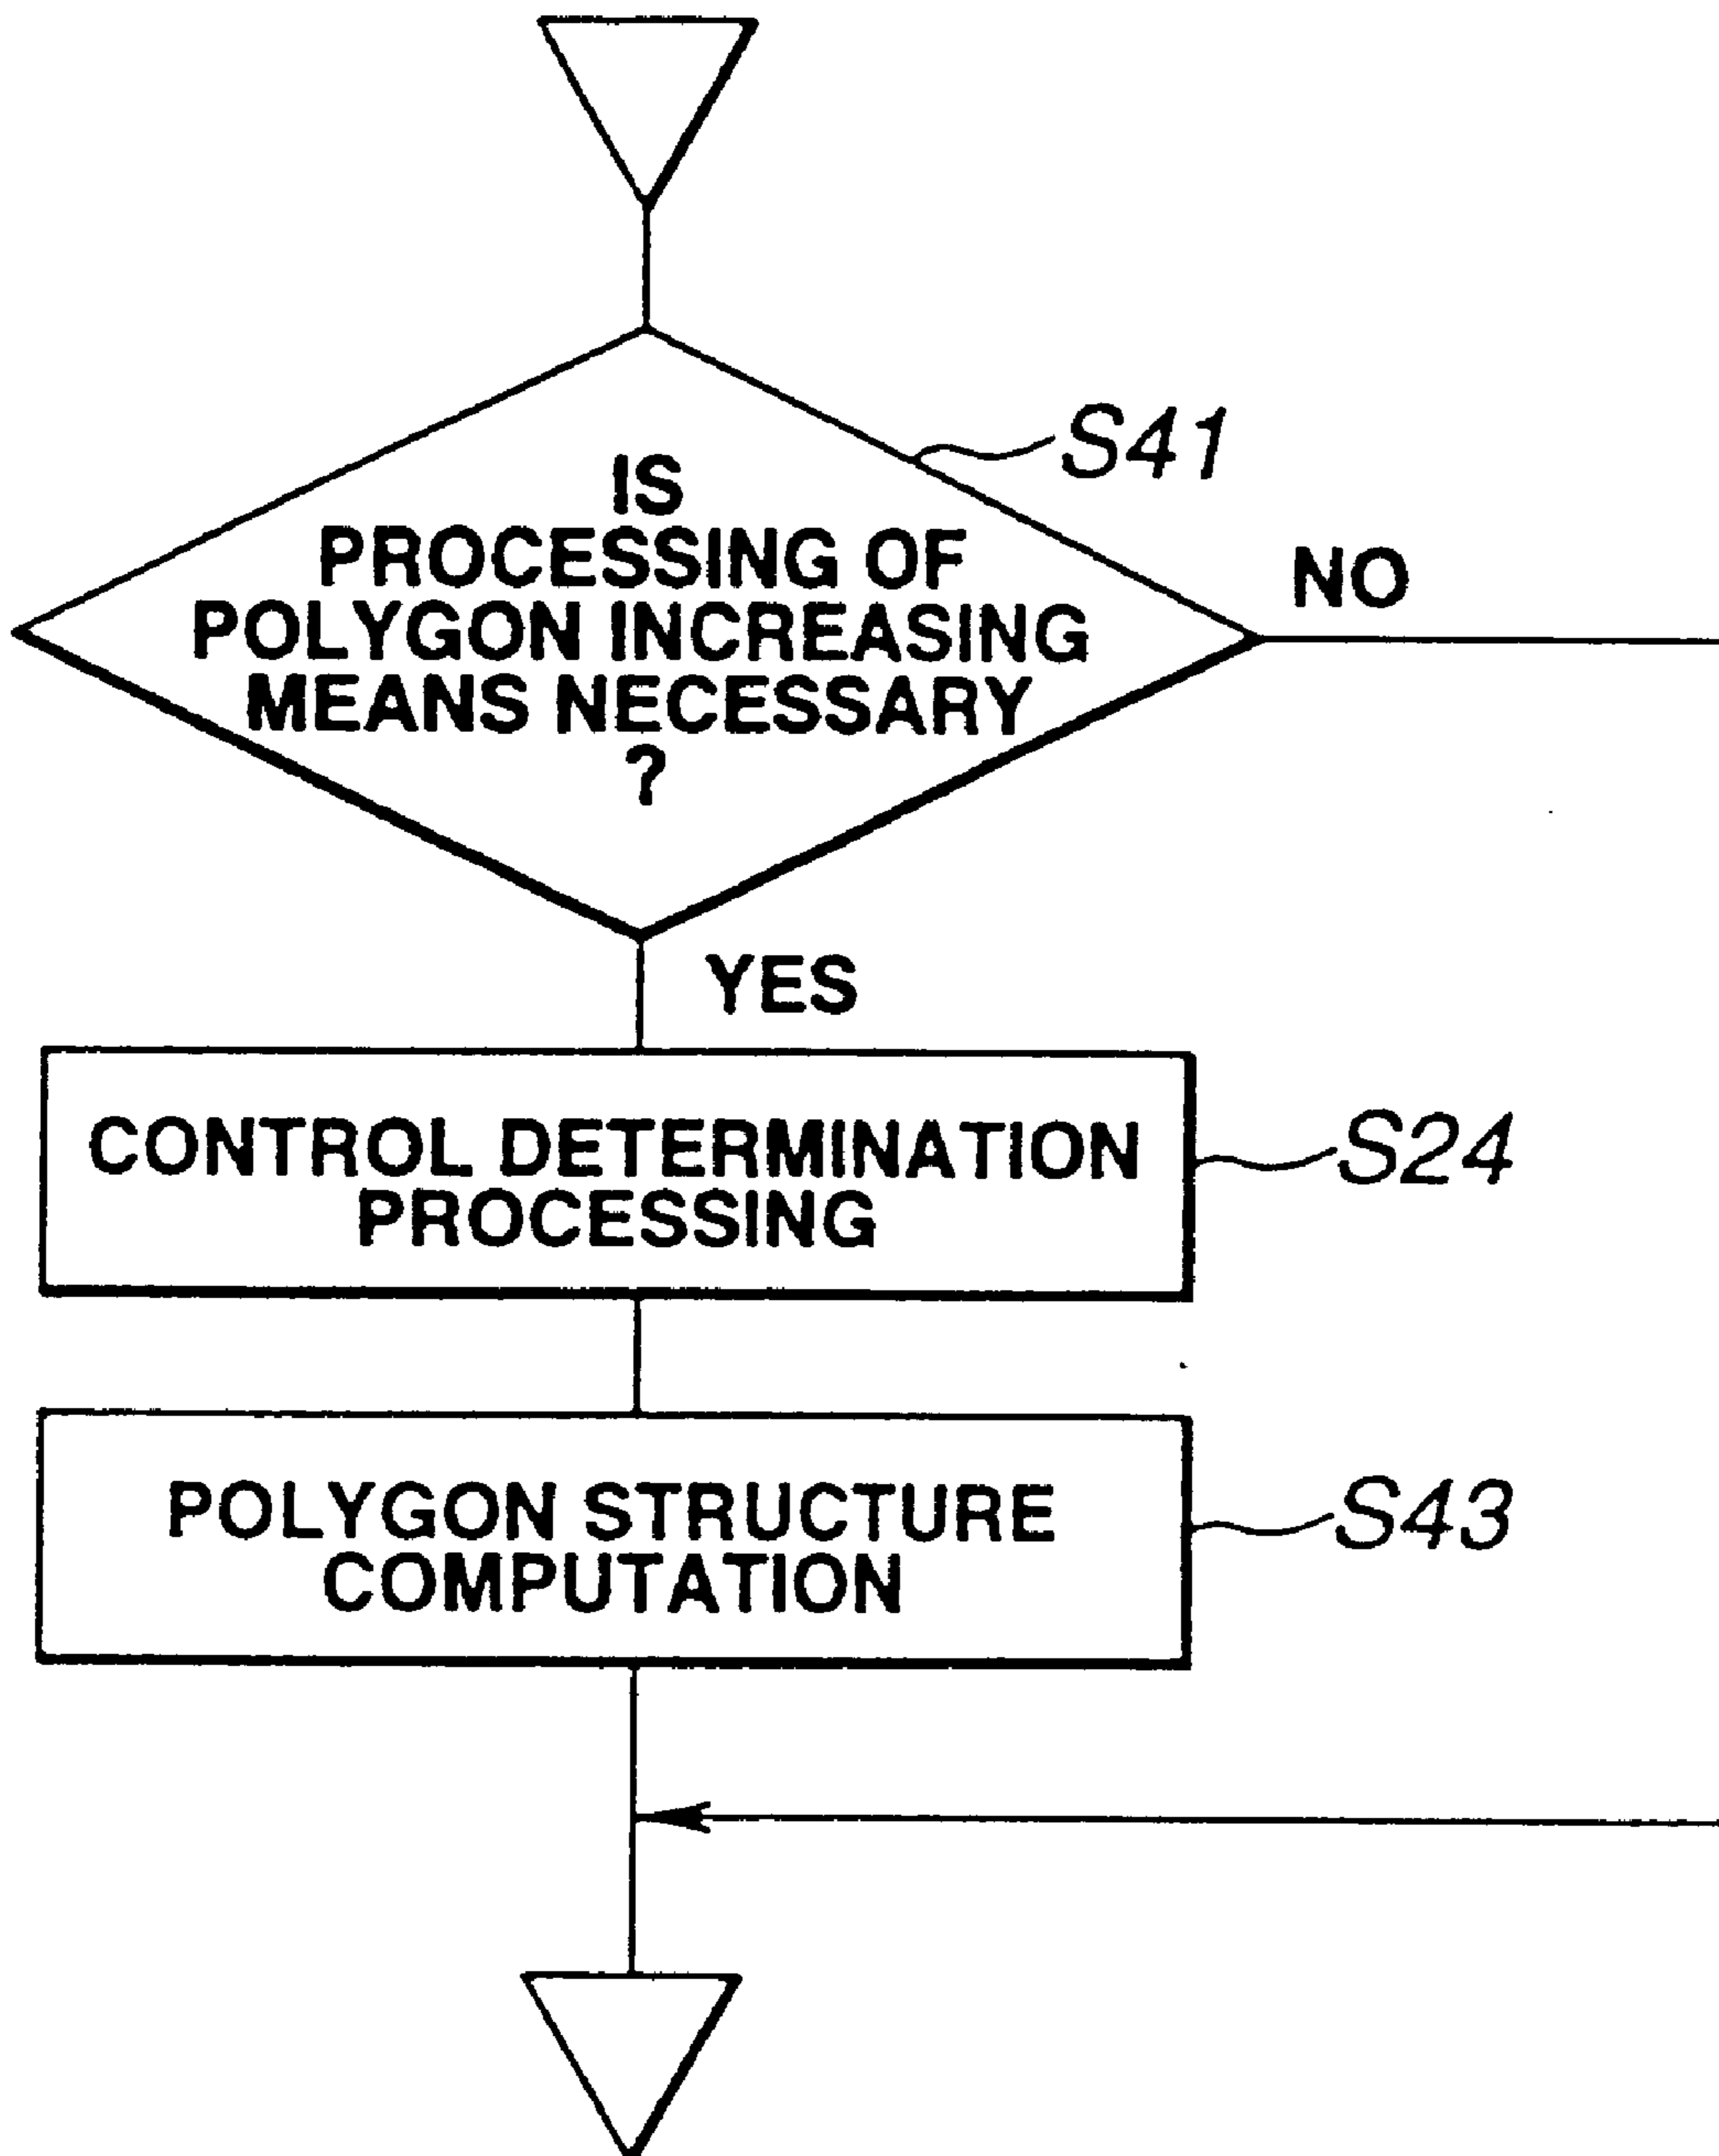 S41
IS
PROCESSING OF
POLYGON INCREASING
MEANS NECESSARY
?
NO
YES
CONTROL DETERMINATION
PROCESSING
S24
POLYGON STRUCTURE
COMPUTATION
S43